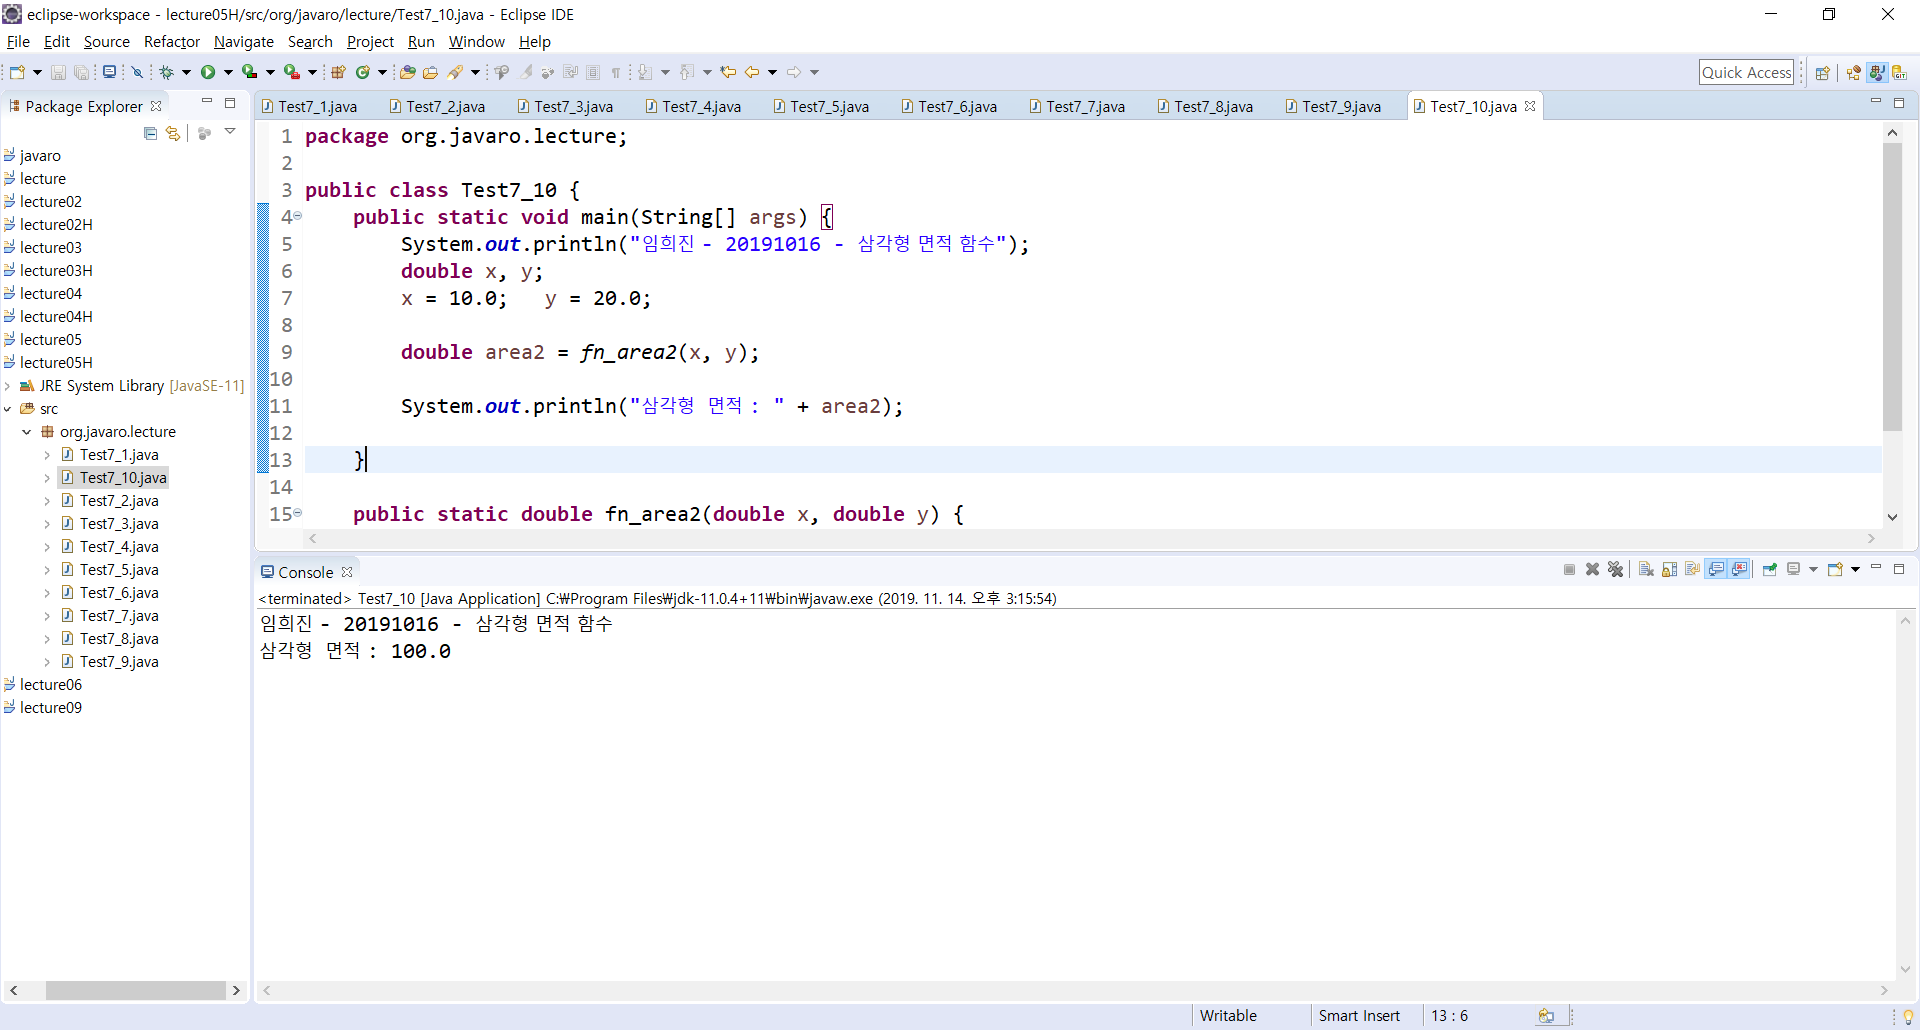 eclipse-workspace - lecture05H/src/org/javaro/lecture/Test7_10.java - Eclipse IDE
File Edit Source Refactor Navigate Search Project Run Window Help
Quick Access
Package Explorer
javaro
lecture
lecture02
lecture02H
lecture03
lecture03H
lecture04
lecture04H
lecture05
lecture05H
JRE System Library [JavaSE-11]
src
org.javaro.lecture
Test7_1.java
Test7_10.java
Test7_2.java
Test7_3.java
Test7_4.java
Test7_5.java
Test7_6.java
Test7_7.java
Test7_8.java
Test7_9.java
lecture06
lecture09
Test7_1.java Test7_2.java Test7_3.java Test7_4.java Test7_5.java Test7_6.java Test7_7.java Test7_8.java Test7_9.java Test7_10.java
1 package org.javaro.lecture;
2
3 public class Test7_10 {
4 public static void main(String[] args) {
5 System.out.println("임희진 - 20191016 - 삼각형 면적 함수");
6 double x, y;
7 x = 10.0; y = 20.0;
8
9 double area2 = fn_area2(x, y);
10
11 System.out.println("삼각형 면적 : " + area2);
12
13 }
14
15 public static double fn_area2(double x, double y) {
Console
<terminated> Test7_10 [Java Application] C:₩Program Files₩jdk-11.0.4+11₩bin₩javaw.exe (2019. 11. 14. 오후 3:15:54)
임희진 - 20191016 - 삼각형 면적 함수
삼각형 면적 : 100.0
Writable Smart Insert 13 : 6